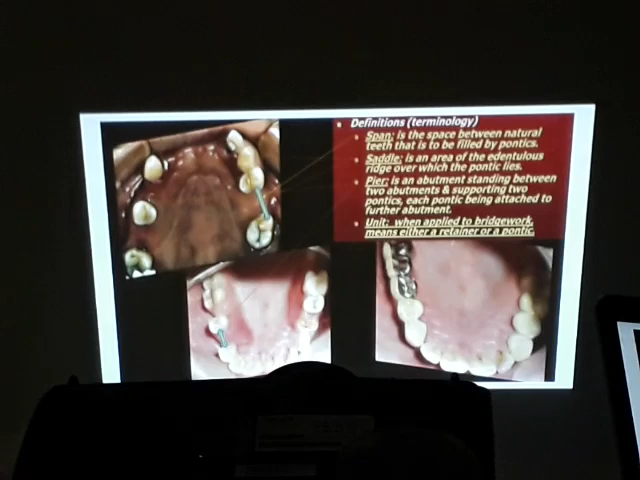 Definitions (terminology)
Span: is the space between natural
teeth that is to be filled by pontics.
Saddle: is an area of the edentulous
ridge over which the pontic lies.
Pier: is an abutment standing between
two abutments & supporting two
pontics, each pontic being attached to
further abutment.
Unit: when applied to bridgework,
means either a retainer or a pontic.